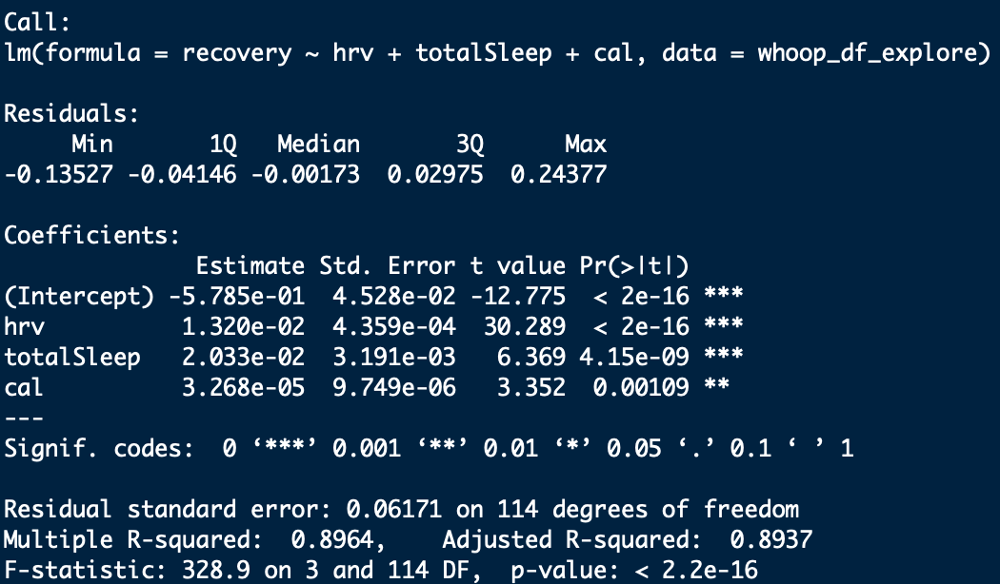 Call:
lm(formula = recovery ~ hrv + totalSleep + cal, data = whoop_df_explore)
Residuals:
Min 1Q Median 3Q Max
-0.13527 -0.04146 -0.00173 0.02975 0.24377
Coefficients:
Estimate Std. Error t value Pr(>|t|)
(Intercept) -5.785e-01 4.528e-02 -12.775 < 2e-16 ***
hrv 1.320e-02 4.359e-04 30.289 < 2e-16 ***
totalSleep 2.033e-02 3.191e-03 6.369 4.15e-09 ***
cal 3.268e-05 9.749e-06 3.352 0.00109 **
---
Signif. codes: 0 ‘***’ 0.001 ‘**’ 0.01 ‘*’ 0.05 ‘.’ 0.1 ‘ ’ 1
Residual standard error: 0.06171 on 114 degrees of freedom
Multiple R-squared: 0.8964, Adjusted R-squared: 0.8937
F-statistic: 328.9 on 3 and 114 DF, p-value: < 2.2e-16